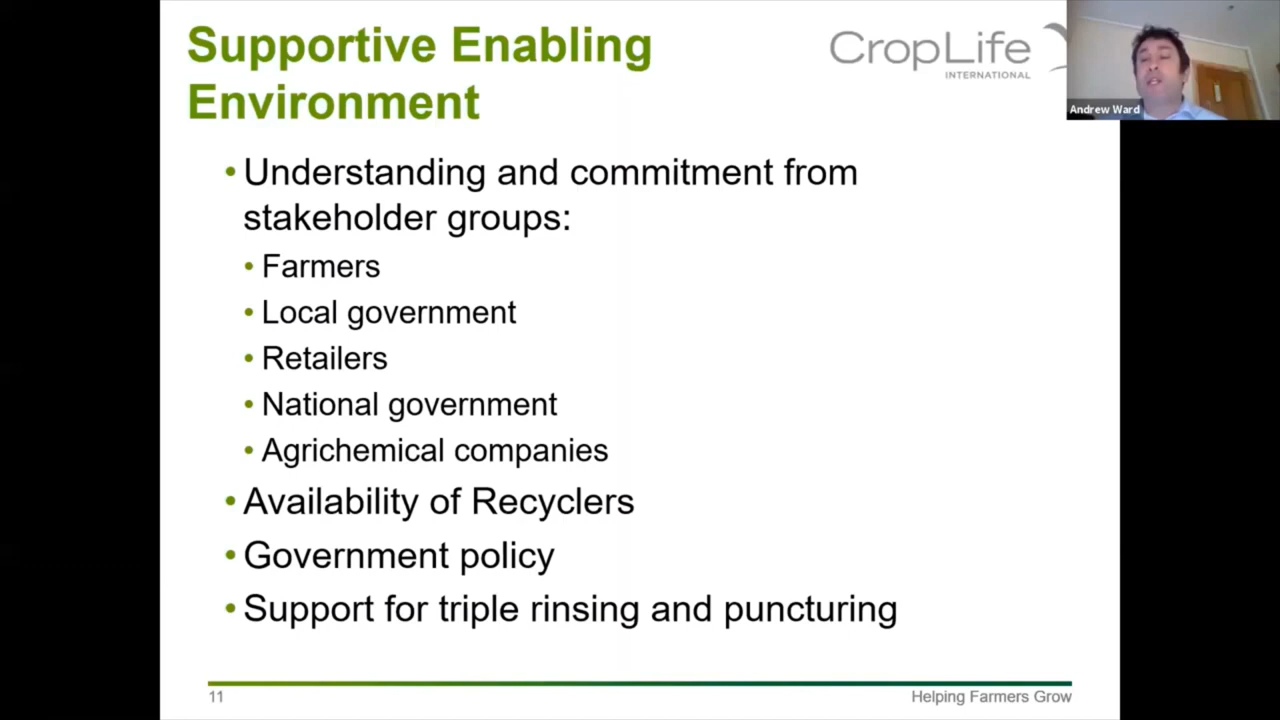 Supportive Enabling
Environment
CropLife
INTERNATIONAL
Andrew Ward
• Understanding and commitment from
stakeholder groups:
• Farmers
• Local government
• Retailers
• National government
• Agrichemical companies
• Availability of Recyclers
• Government policy
• Support for triple rinsing and puncturing
11
Helping Farmers Grow